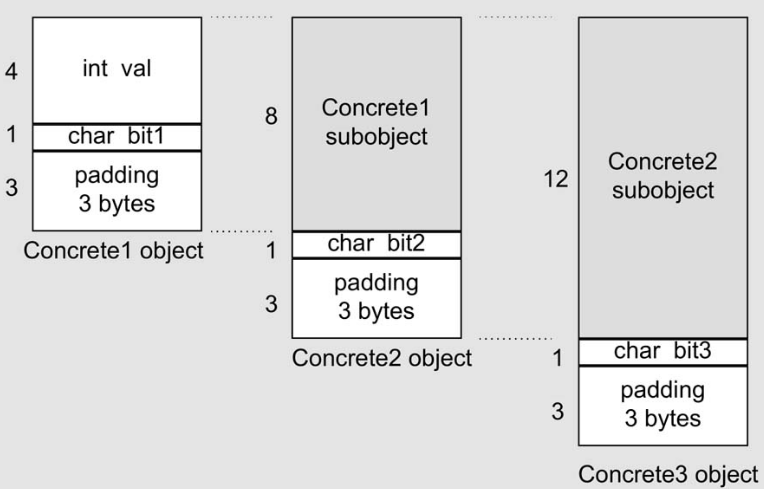 4
int val
1
char bit1
3
padding
3 bytes
Concrete1 object
8
Concrete1
subobject
1
char bit2
3
padding
3 bytes
Concrete2 object
12
Concrete2
subobject
1
char bit3
3
padding
3 bytes
Concrete3 object